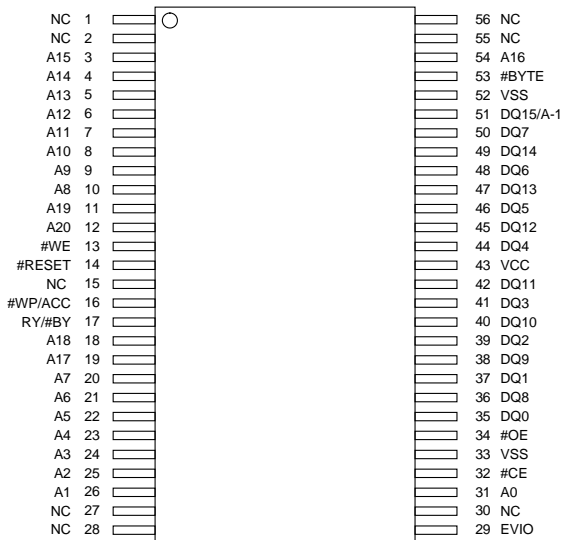 NC 1 56 NC
NC 2 55 NC
A15 3 54 A16
A14 4 53 #BYTE
A13 5 52 VSS
A12 6 51 DQ15/A-1
A11 7 50 DQ7
A10 8 49 DQ14
A9 9 48 DQ6
A8 10 47 DQ13
A19 11 46 DQ5
A20 12 45 DQ12
#WE 13 44 DQ4
#RESET 14 43 VCC
NC 15 42 DQ11
#WP/ACC 16 41 DQ3
RY/#BY 17 40 DQ10
A18 18 39 DQ2
A17 19 38 DQ9
A7 20 37 DQ1
A6 21 36 DQ8
A5 22 35 DQ0
A4 23 34 #OE
A3 24 33 VSS
A2 25 32 #CE
A1 26 31 A0
NC 27 30 NC
NC 28 29 EVIO